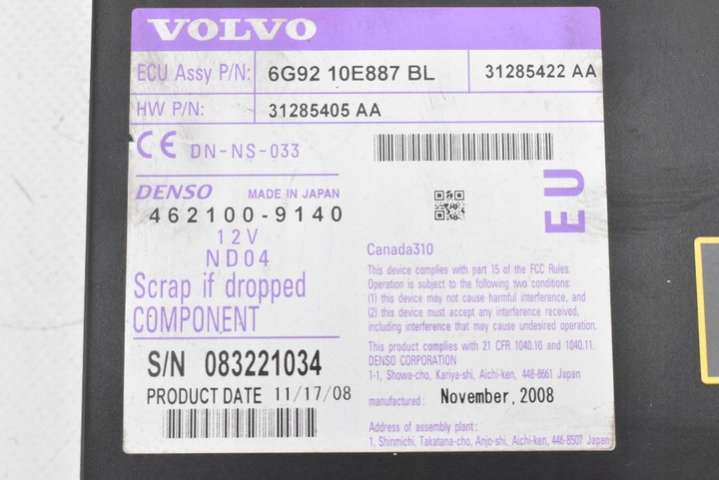 VOLVO
ECU Assy P/N: 6G92 10E887 BL 31285422 AA
HW P/N: 31285405 AA
CE DN-NS-033
EU
DENSO MADE IN JAPAN
462100-9140
12V
ND04
Scrap if dropped
COMPONENT
S/N 083221034
PRODUCT DATE 11/17/08
Canada310
This device complies with part 15 of the FCC Rules
Operation is subject to the following two conditions:
(1) this device may not cause harmful interference, and
(2) this device must accept any interference received,
including interference that may cause undesired operation.
This product complies with 21 CFR 1040.10 and 1040.11.
DENSO CORPORATION
1-1, Showa-cho, Kariya-shi, Aichi-ken, 448-8661 Japan
manufactured: November, 2008
Address of assembly plant:
1, Shinmichi, Takatana-cho, Anjo-shi, Aichi-ken, 446-8507 Japan